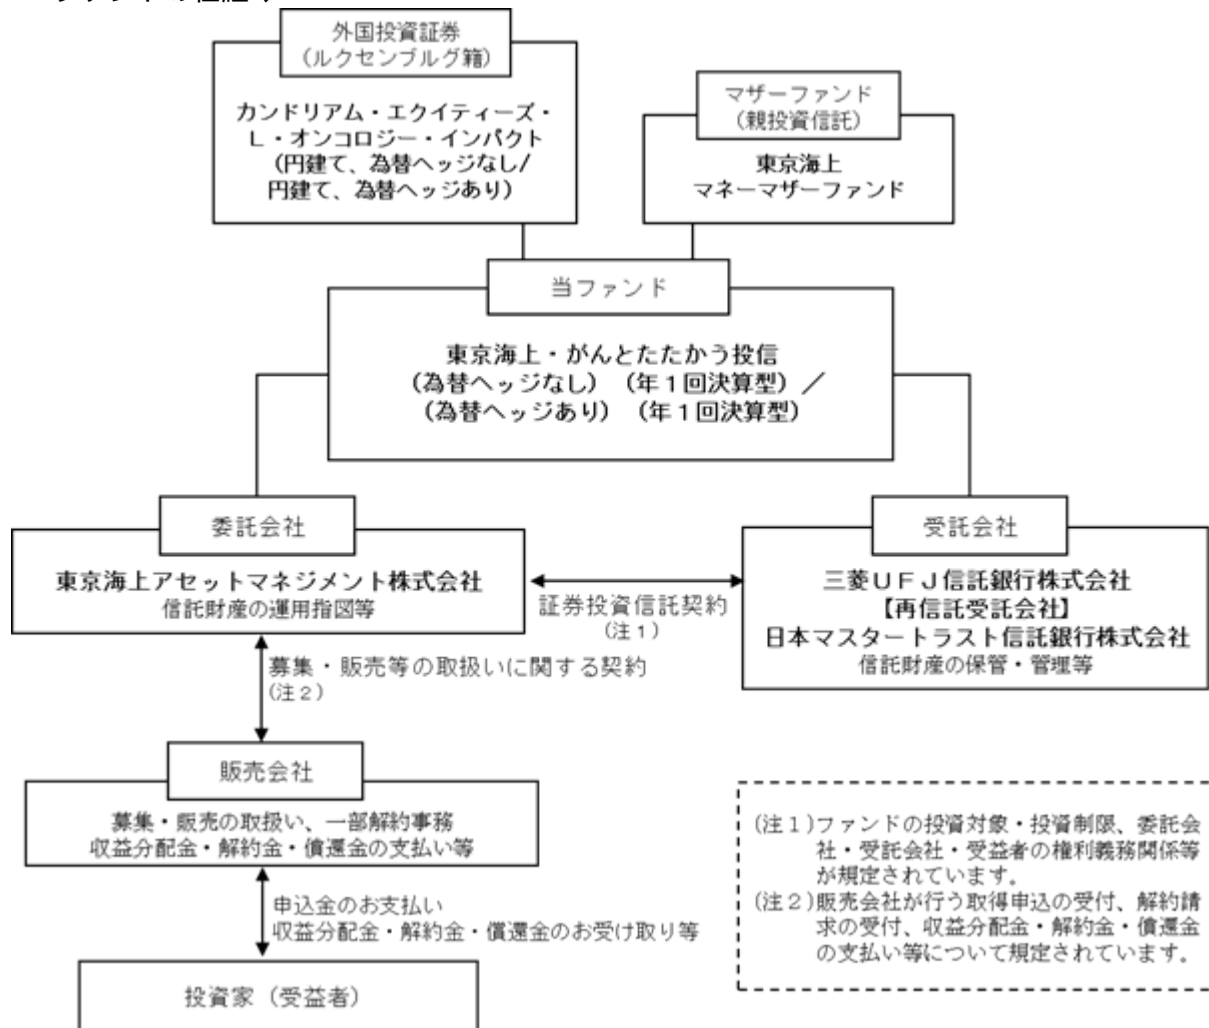 外国投資証券
(ルクセンブルグ籍)
カンドリアム・エクイティーズ・
L・オンコロジー・インパクト
(円建て、為替ヘッジなし/
円建て、為替ヘッジあり)
マザーファンド
(親投資信託)
東京海上
マネーマザーファンド
当ファンド
東京海上・がんとたたかう投信
(為替ヘッジなし)(年1回決算型)/
(為替ヘッジあり)(年1回決算型)
委託会社
東京海上アセットマネジメント株式会社
信託財産の運用指図等
証券投資信託契約
(注1)
受託会社
三菱UFJ信託銀行株式会社
【再信託受託会社】
日本マスタートラスト信託銀行株式会社
信託財産の保管・管理等
募集・販売等の取扱いに関する契約
(注2)
販売会社
募集・販売の取扱い、一部解約事務
収益分配金・解約金・償還金の支払い等
申込金のお支払い
収益分配金・解約金・償還金のお受け取り等
投資家(受益者)
(注1)ファンドの投資対象・投資制限、委託会
社・受託会社・受益者の権利義務関係等
が規定されています。
(注2)販売会社が行う取得申込の受付、解約請
求の受付、収益分配金・解約金・償還金
の支払い等について規定されています。